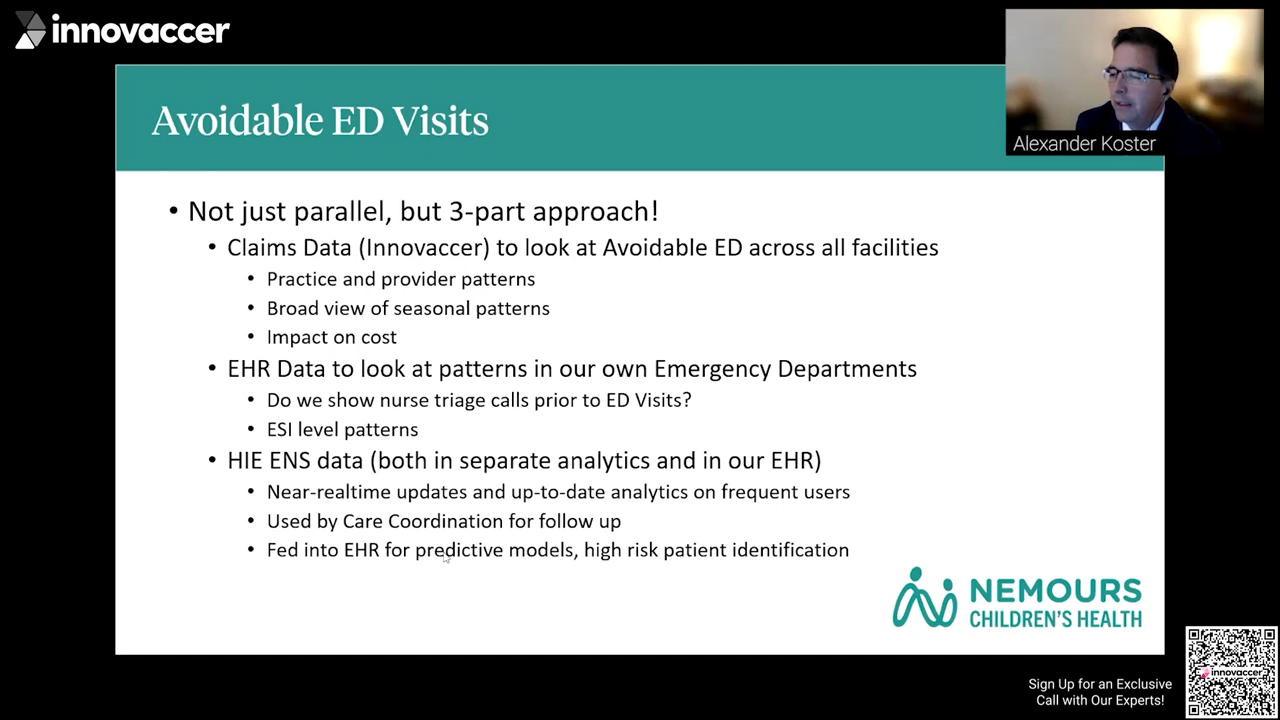 innovaccer
Alexander Koster
Avoidable ED Visits
• Not just parallel, but 3-part approach!
• Claims Data (Innovaccer) to look at Avoidable ED across all facilities
• Practice and provider patterns
• Broad view of seasonal patterns
• Impact on cost
• EHR Data to look at patterns in our own Emergency Departments
• Do we show nurse triage calls prior to ED Visits?
• ESI level patterns
• HIE ENS data (both in separate analytics and in our EHR)
• Near-realtime updates and up-to-date analytics on frequent users
• Used by Care Coordination for follow up
• Fed into EHR for predictive models, high risk patient identification
NEMOURS
CHILDREN'S HEALTH
Sign Up for an Exclusive
Call with Our Experts!
innovaccer